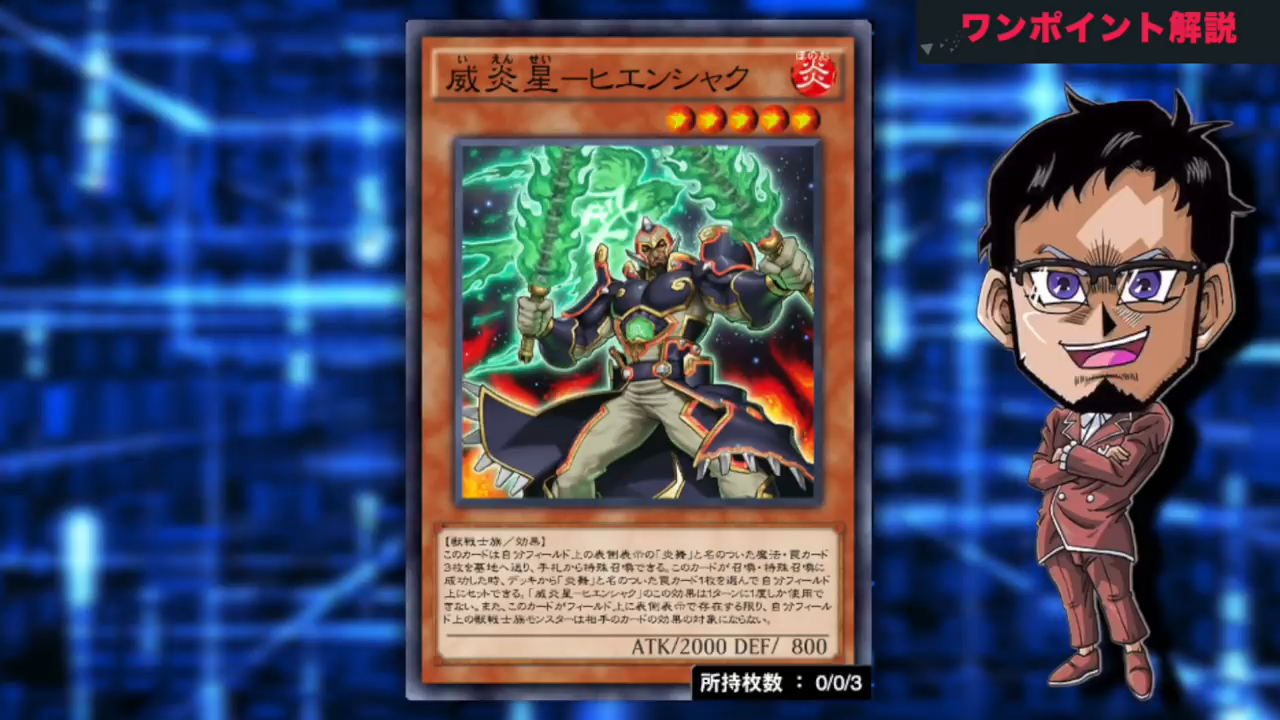 ワンポイント解説
い えん せい
威炎星－ヒエンシャク
ほのお
炎
【獣戦士族／効果】
このカードは自分フィールド上の表側表示の「炎舞」と名のついた魔法・罠カード
3枚を墓地へ送り、手札から特殊召喚できる。このカードが召喚・特殊召喚に
成功した時、デッキから「炎舞」と名のついた罠カード1枚を選んで自分フィールド
上にセットできる。「威炎星－ヒエンシャク」のこの効果は1ターンに1度しか使用で
きない。また、このカードがフィールド上に表側表示で存在する限り、自分フィール
ド上の獣戦士族モンスターは相手のカードの効果の対象にならない。
ATK/2000 DEF/ 800
所持枚数 ： 0/0/3